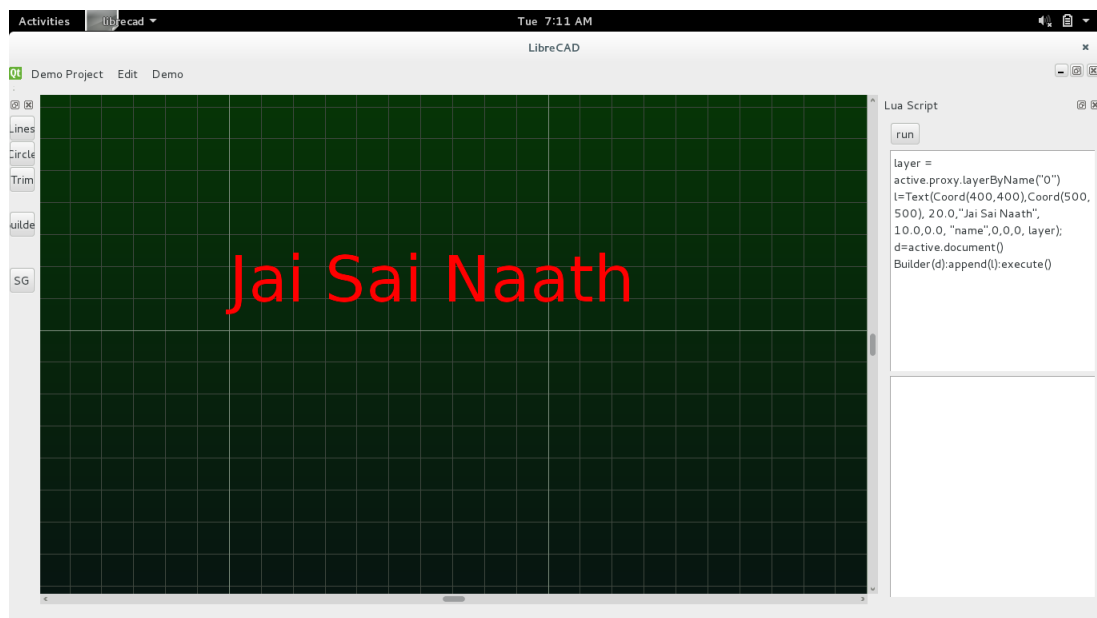 Activities librecad Tue 7:11 AM
LibreCAD
Qt Demo Project Edit Demo
Lua Script
Lines
Circle
Trim
uilde
SG
run
layer =
active.proxy.layerByName("0")
l=Text(Coord(400,400),Coord(500,
500), 20.0,"Jai Sai Naath",
10.0,0.0, "name",0,0,0, layer);
d=active.document()
Builder(d):append(l):execute()
Jai Sai Naath